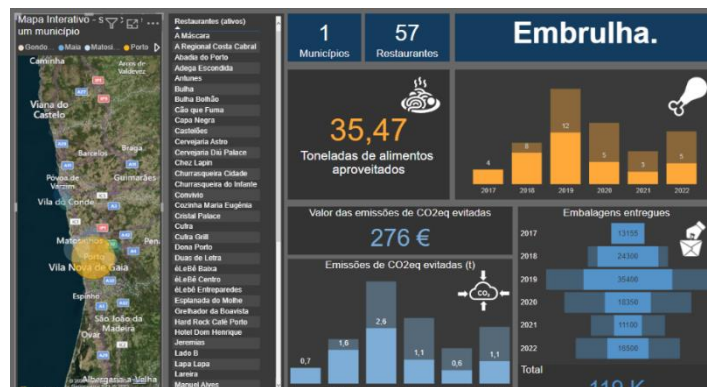 Mapa Interativo - s
um município
Gondo... Maia Matosi... Porto
Caminha
Arcos de
Valdevez
Viana do
Castelo
Braga
Barcelos
Póvoa de
Varzim
Guimarães
Vila do Conde
Matosinhos
Porto
Vila Nova de Gaia
Espinho
São João da
Madeira
Ovar
Albergaria-a-Velha
Restaurantes (ativos)
A Máscara
A Regional Costa Cabral
Abadia do Porto
Adega Escondida
Antunes
Bulha
Bulha Bolhão
Cão que Fuma
Capa Negra
Castelões
Cervejaria Astro
Cervejaria Diu Palace
Chez Lapin
Churrasqueira Cidade
Churrasqueira do Infante
Convívio
Cozinha Maria Eugénia
Cristal Palace
Cufra
Cufra Grill
Dona Porto
Duas de Letra
éLeBê Baixa
éLeBê Centro
éLeBê Entreparedes
Esplanada do Molhe
Grelhador da Boavista
Hard Rock Café Porto
Hotel Dom Henrique
Jeremias
Lado B
Lapa Lapa
Lareira
Manuel Alves
1
Municípios
57
Restaurantes
Embrulha.
35,47
Toneladas de alimentos
aproveitados
4 8 12 5 3 5
2017 2018 2019 2020 2021 2022
Valor das emissões de CO2eq evitadas
276 €
Emissões de CO2eq evitadas (t)
CO₂
0,7 1,6 2,6 1,1 0,6 1,1
Embalagens entregues
2017 13155
2018 24300
2019 35400
2020 18350
2021 11100
2022 15500
Total